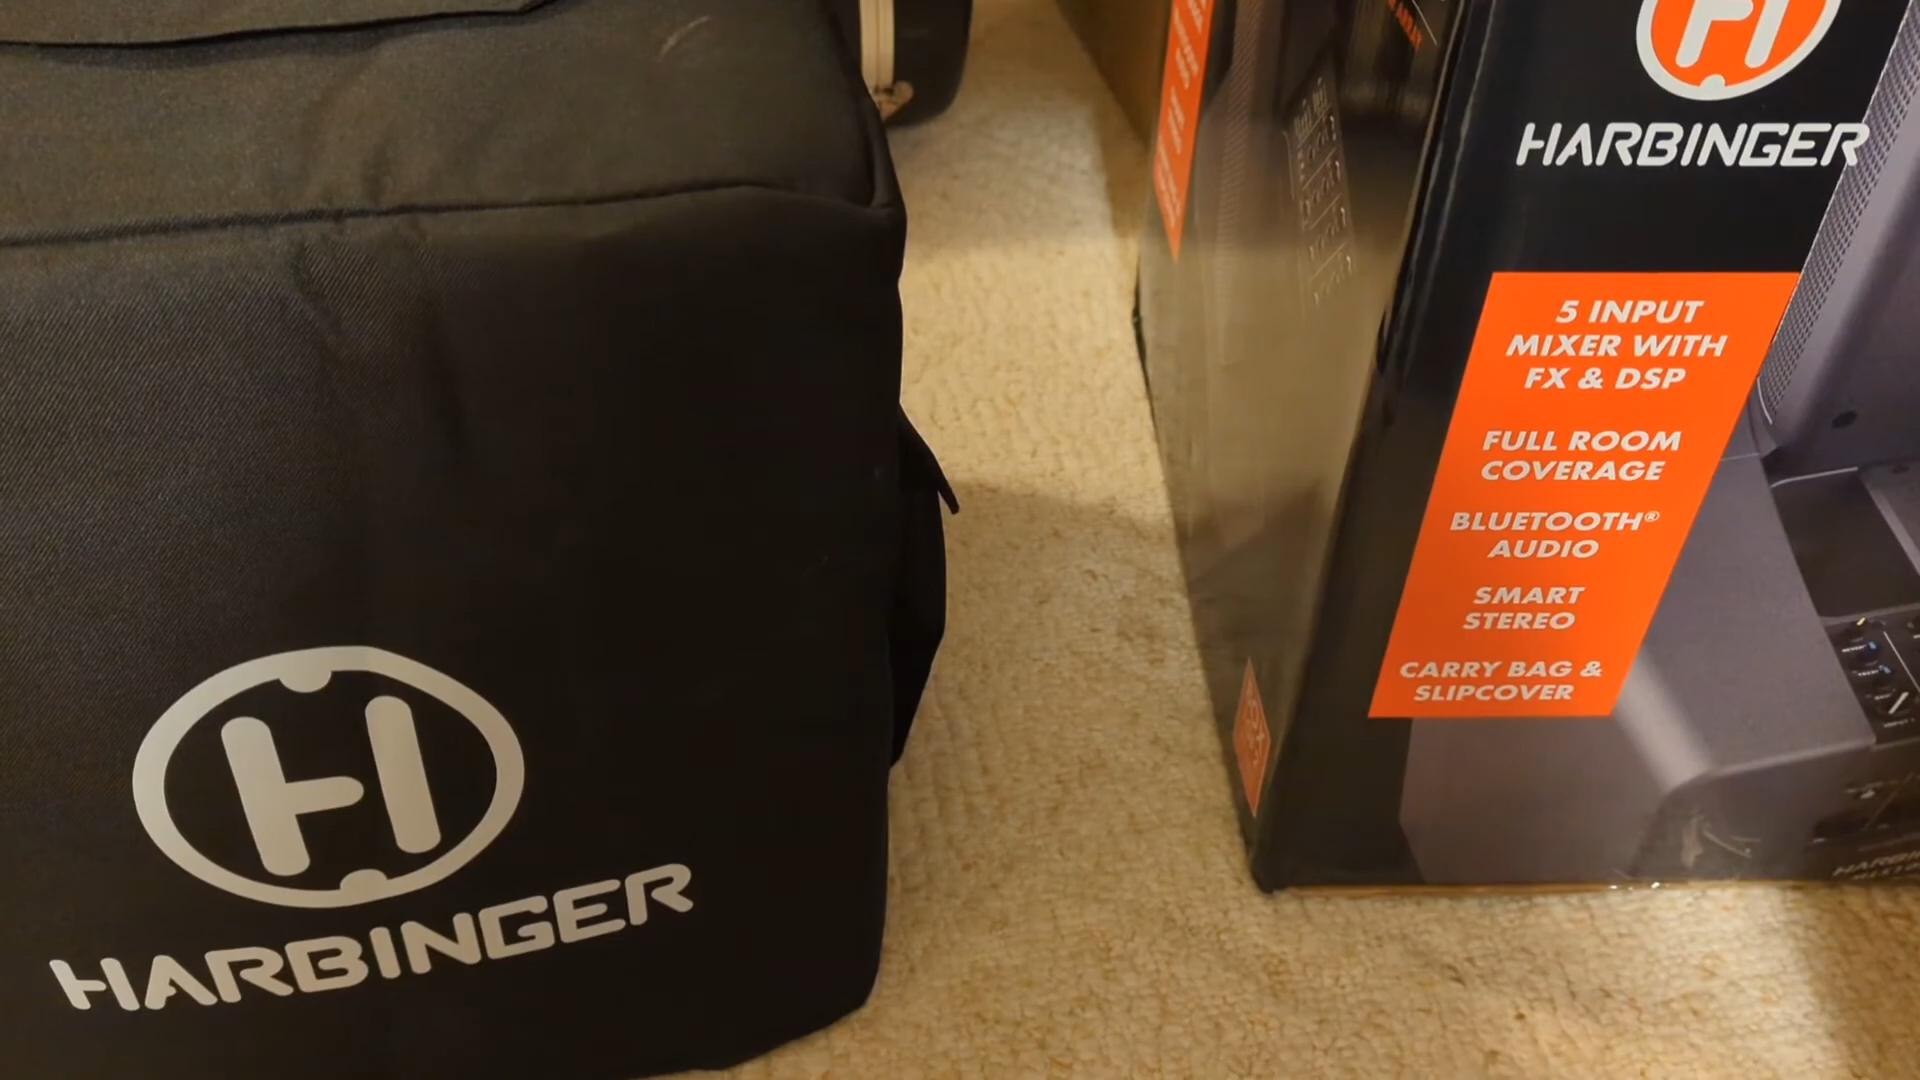 HARBINGER
HARBINGER
5 INPUT
MIXER WITH
FX & DSP
FULL ROOM
COVERAGE
BLUETOOTH®
AUDIO
SMART
STEREO
CARRY BAG &
SLIPCOVER